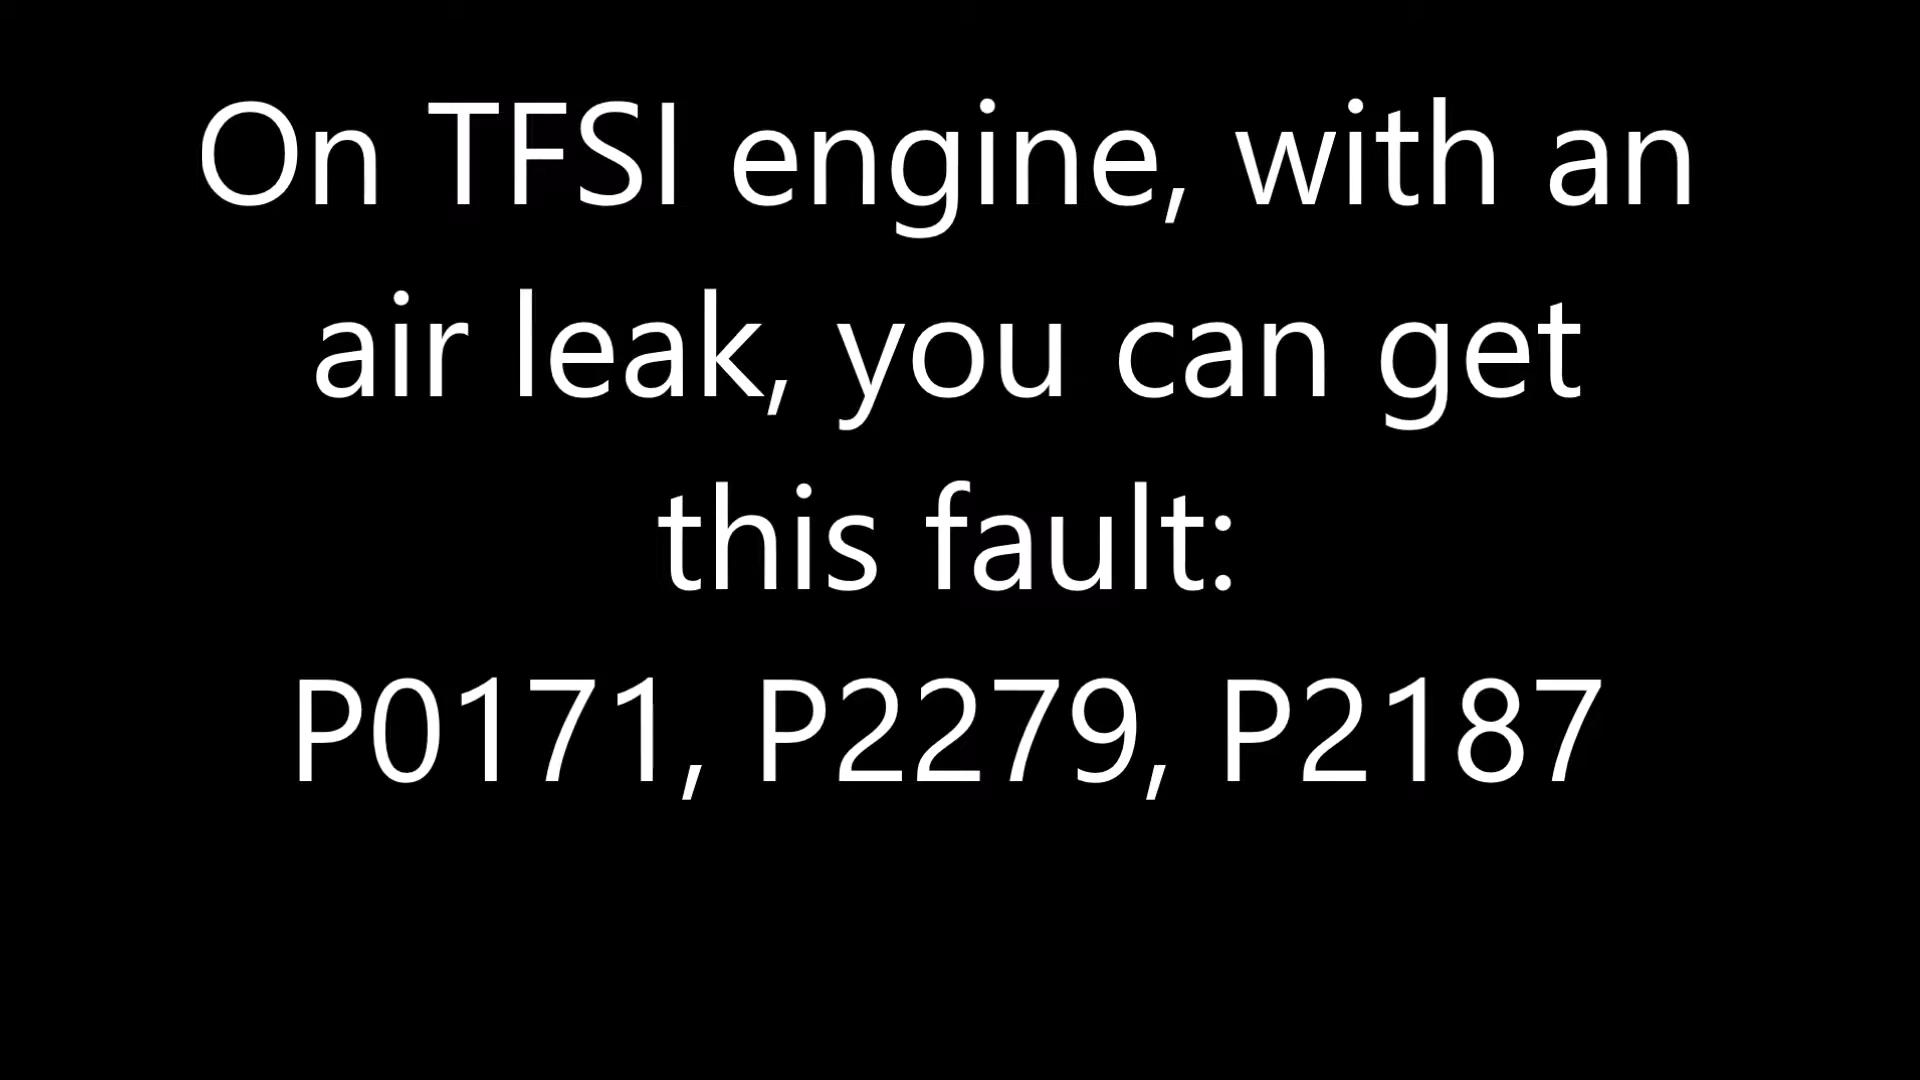 On TFSI engine, with an
air leak, you can get
this fault:
P0171, P2279, P2187